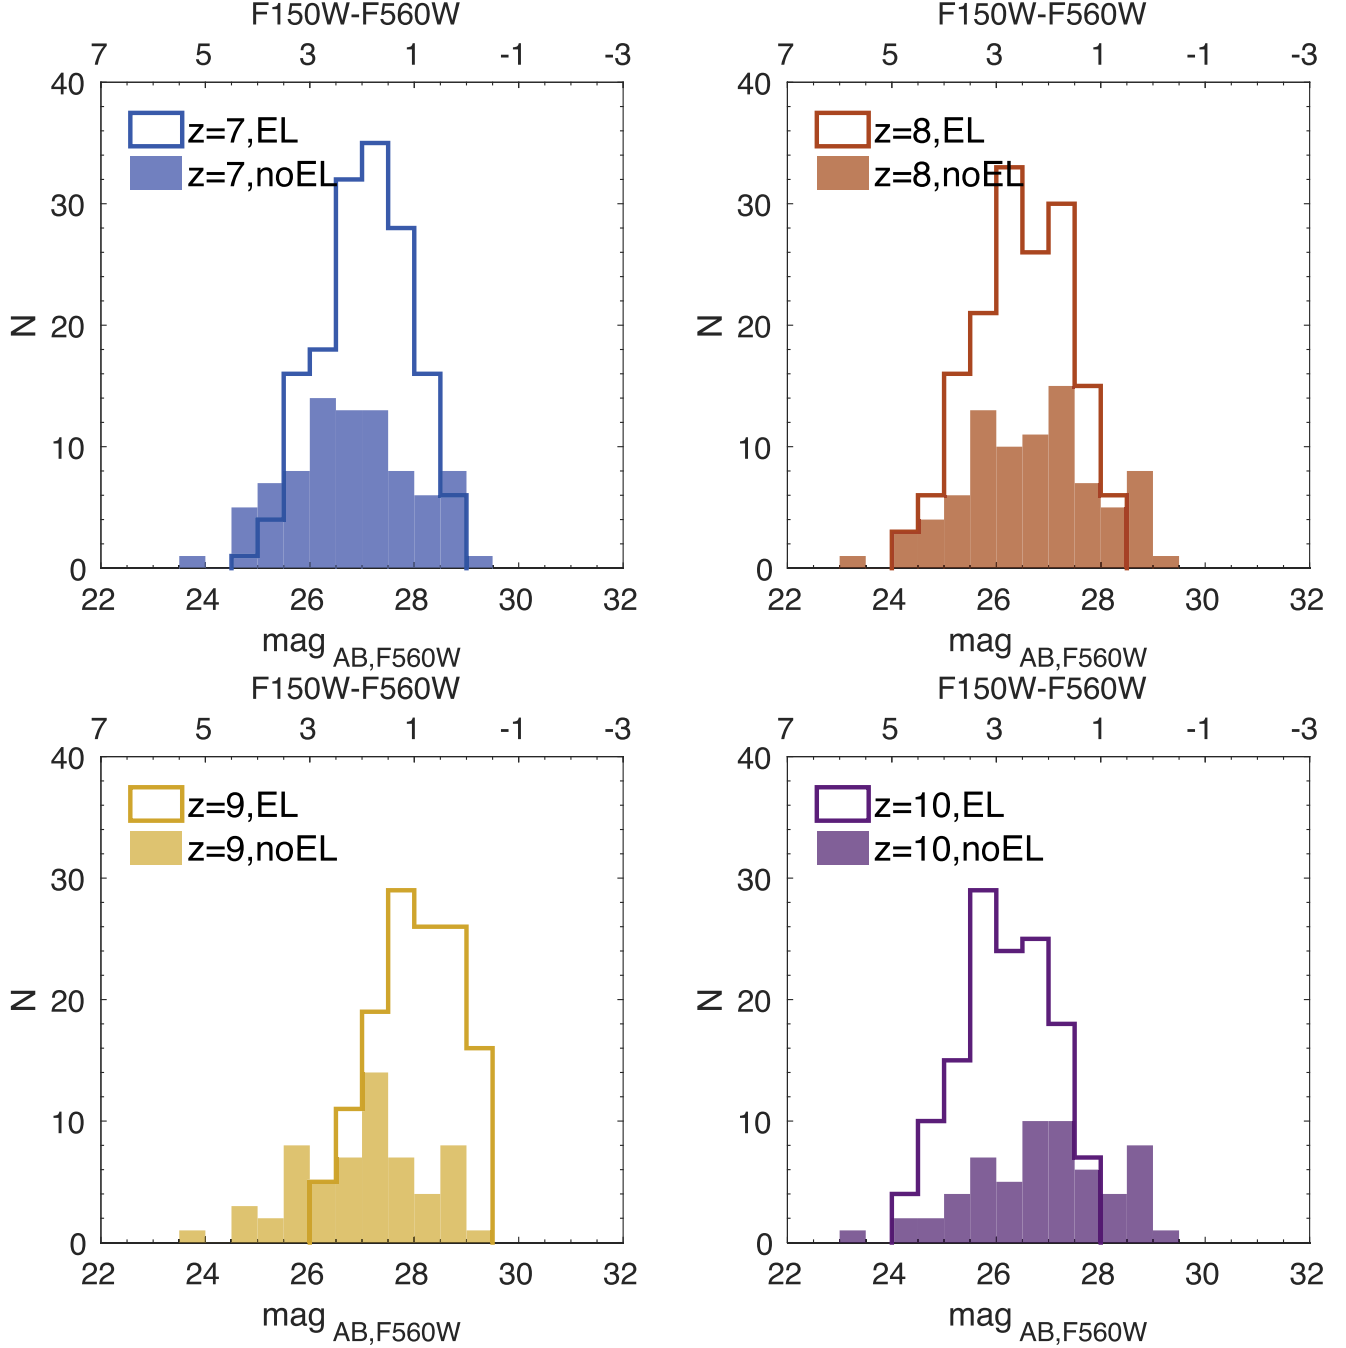 F150W-F560W
7 5 3 1 -1 -3
40
z=7,EL
z=7,noEL
30
N
20
10
0
22 24 26 28 30 32
mag AB,F560W
F150W-F560W
7 5 3 1 -1 -3
40
z=8,EL
z=8,noEL
30
N
20
10
0
22 24 26 28 30 32
mag AB,F560W
F150W-F560W
7 5 3 1 -1 -3
40
z=9,EL
z=9,noEL
30
N
20
10
0
22 24 26 28 30 32
mag AB,F560W
F150W-F560W
7 5 3 1 -1 -3
40
z=10,EL
z=10,noEL
30
N
20
10
0
22 24 26 28 30 32
mag AB,F560W